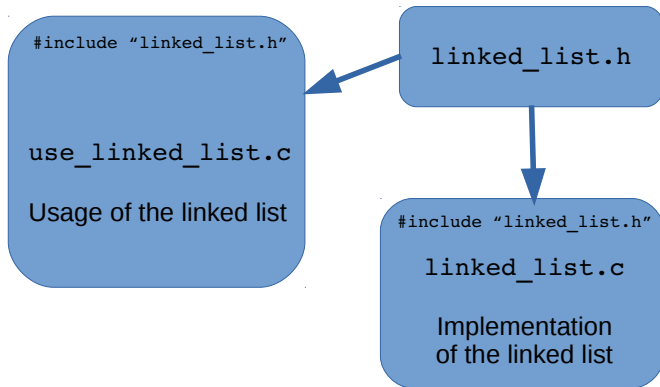 #include “linked_list.h”
use_linked_list.c
Usage of the linked list
linked_list.h
#include “linked_list.h”
linked_list.c
Implementation
of the linked list